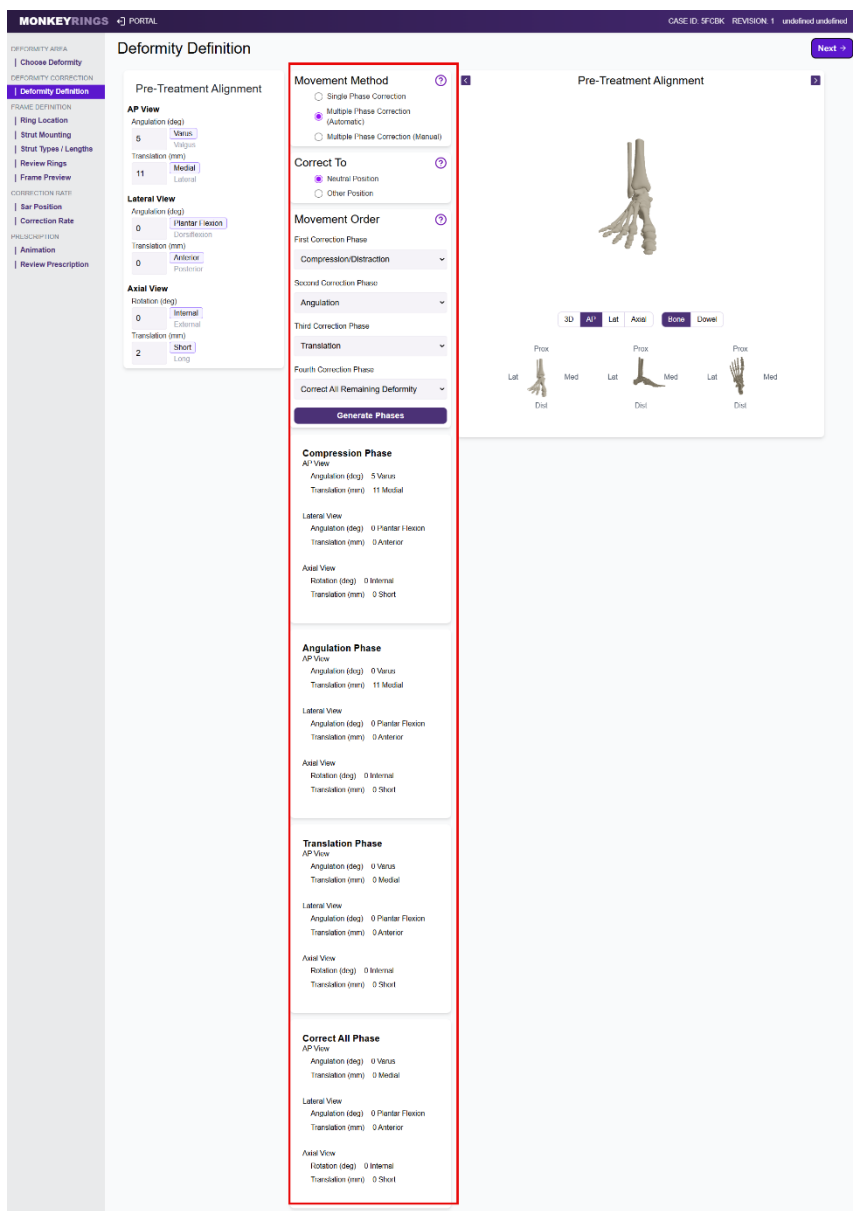 MONKEYRINGS PORTAL CASE ID: 5FCBK REVISION: 1 undefined undefined
DEFORMITY AREA
Choose Deformity
DEFORMITY CORRECTION
Deformity Definition
FRAME DEFINITION
Ring Location
Strut Mounting
Strut Types / Lengths
Review Rings
Frame Preview
CORRECTION RATE
Sar Position
Correction Rate
PRESCRIPTION
Animation
Review Prescription
Deformity Definition
Next →
Pre-Treatment Alignment
AP View
Angulation (deg)
5 Varus
Valgus
Translation (mm)
11 Medial
Lateral
Lateral View
Angulation (deg)
0 Plantar Flexion
Dorsiflexion
Translation (mm)
0 Anterior
Posterior
Axial View
Rotation (deg)
0 Internal
External
Translation (mm)
2 Short
Long
Movement Method ?
Single Phase Correction
Multiple Phase Correction
(Automatic)
Multiple Phase Correction (Manual)
Correct To ?
Neutral Position
Other Position
Movement Order ?
First Correction Phase
Compression/Distraction
Second Correction Phase
Angulation
Third Correction Phase
Translation
Fourth Correction Phase
Correct All Remaining Deformity
Generate Phases
Compression Phase
AP View
Angulation (deg) 5 Varus
Translation (mm) 11 Medial
Lateral View
Angulation (deg) 0 Plantar Flexion
Translation (mm) 0 Anterior
Axial View
Rotation (deg) 0 Internal
Translation (mm) 0 Short
Angulation Phase
AP View
Angulation (deg) 0 Varus
Translation (mm) 11 Medial
Lateral View
Angulation (deg) 0 Plantar Flexion
Translation (mm) 0 Anterior
Axial View
Rotation (deg) 0 Internal
Translation (mm) 0 Short
Translation Phase
AP View
Angulation (deg) 0 Varus
Translation (mm) 0 Medial
Lateral View
Angulation (deg) 0 Plantar Flexion
Translation (mm) 0 Anterior
Axial View
Rotation (deg) 0 Internal
Translation (mm) 0 Short
Correct All Phase
AP View
Angulation (deg) 0 Varus
Translation (mm) 0 Medial
Lateral View
Angulation (deg) 0 Plantar Flexion
Translation (mm) 0 Anterior
Axial View
Rotation (deg) 0 Internal
Translation (mm) 0 Short
< Pre-Treatment Alignment >
3D AP Lat Axial Bone Dowel
Prox Prox Prox
Lat Med Lat Med Lat Med
Dist Dist Dist